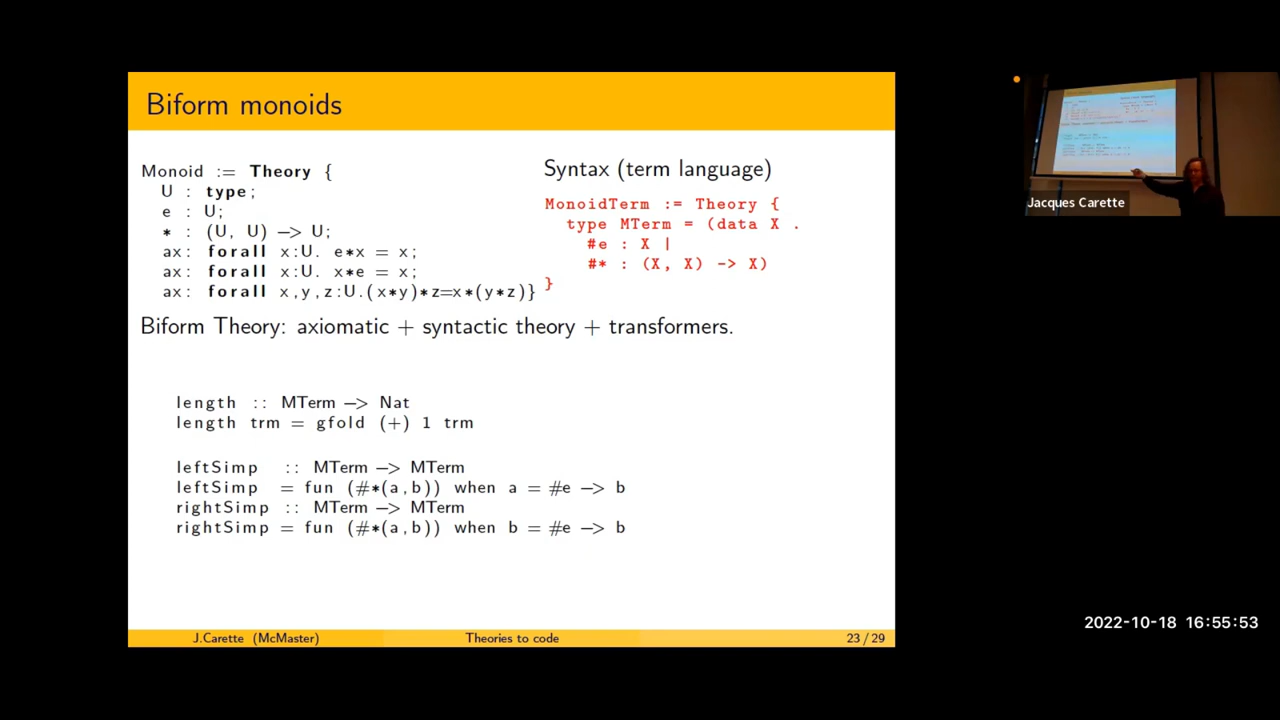 Biform monoids
Monoid := Theory {
U : type;
e : U;
* : (U, U) —> U;
ax: forall x:U. e*x = x;
ax: forall x:U. x*e = x;
ax: forall x,y,z:U.(x*y)*z=x*(y*z)}
Syntax (term language)
MonoidTerm := Theory {
type MTerm = (data X .
#e : X |
#* : (X, X) -> X)
}
Biform Theory: axiomatic + syntactic theory + transformers.
length :: MTerm —> Nat
length trm = gfold (+) 1 trm
leftSimp :: MTerm —> MTerm
leftSimp = fun (#*(a,b)) when a = #e —> b
rightSimp :: MTerm —> MTerm
rightSimp = fun (#*(a,b)) when b = #e —> b
J.Carette (McMaster) Theories to code 23 / 29
Jacques Carette
2022-10-18 16:55:53